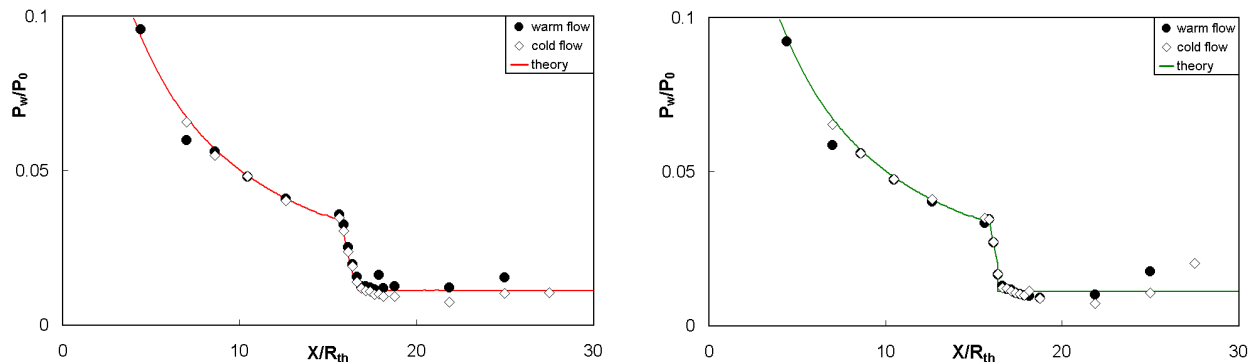 0.1
0.05
0
P_w/P_0
0
10
20
30
X/R_th
warm flow
cold flow
theory
0.1
0.05
0
P_w/P_0
0
10
20
30
X/R_th
warm flow
cold flow
theory